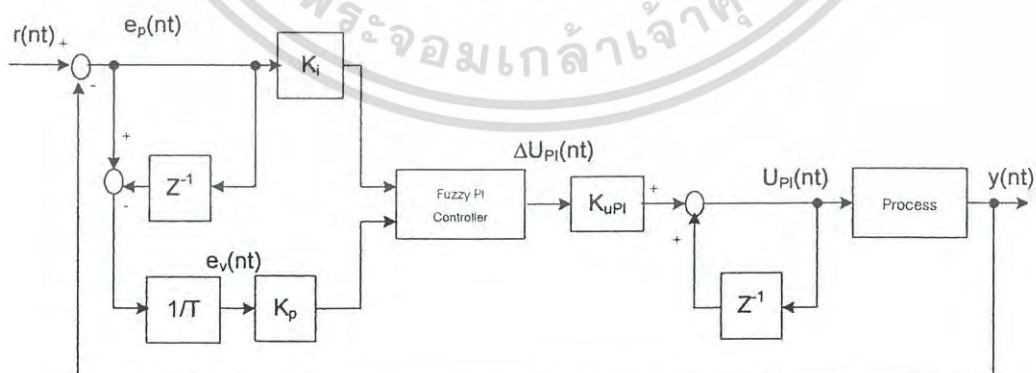 พระจอมเกล้าเจ้าคุ
r(nt)
+
-
e_p(nt)
K_i
+
-
Z^-1
1/T
e_v(nt)
K_p
Fuzzy PI
Controller
ΔU_PI(nt)
K_uPI
+
+
U_PI(nt)
Z^-1
Process
y(nt)